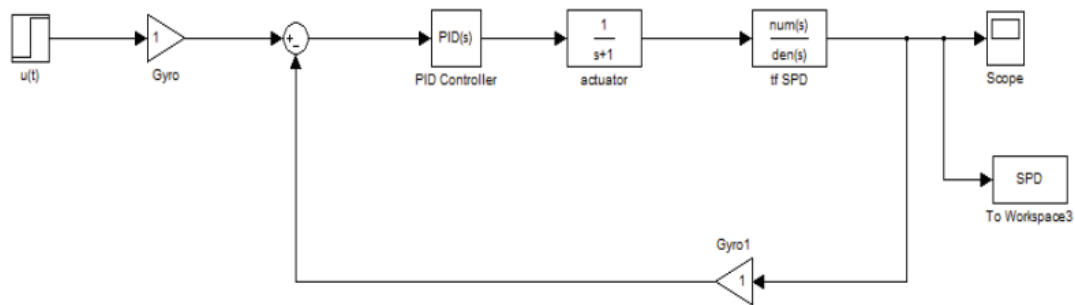 u(t)
1
Gyro
PID(s)
PID Controller
1
s+1
actuator
num(s)
den(s)
tf SPD
Scope
SPD
To Workspace3
Gyro1
1